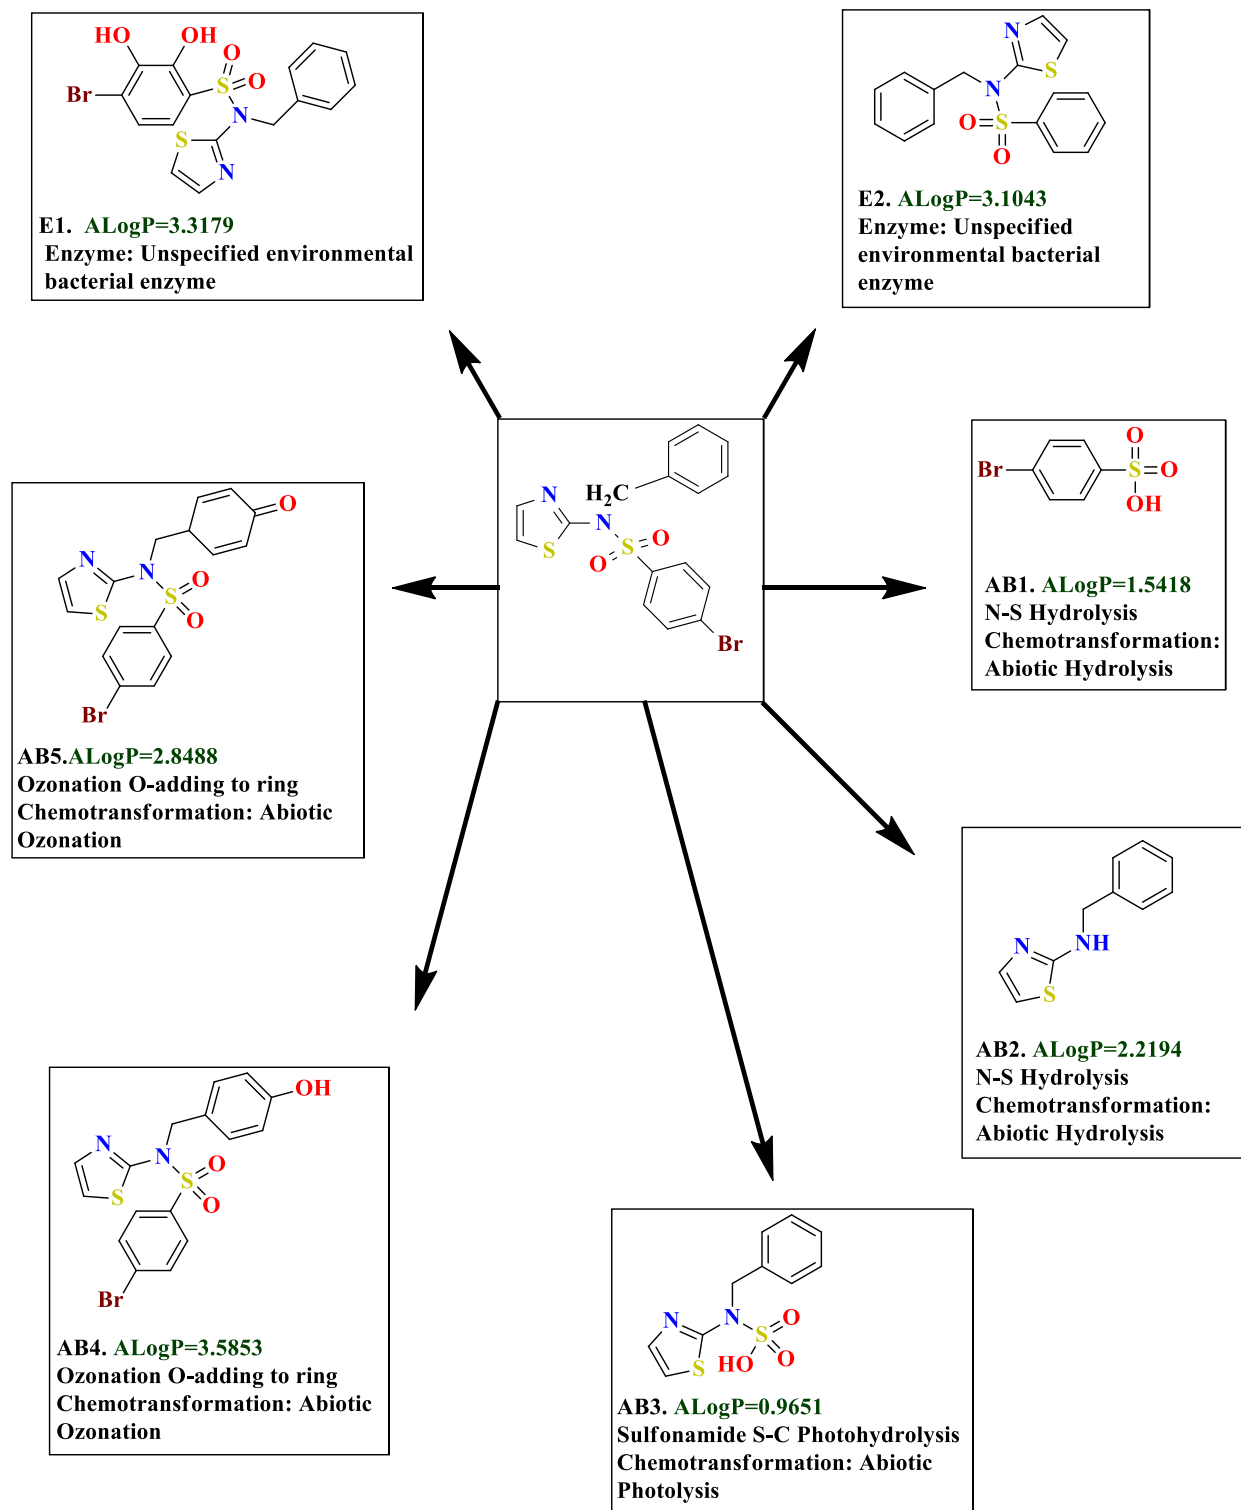 HO OH
O
S O
Br
N
S
N
E1. ALogP=3.3179
Enzyme: Unspecified environmental
bacterial enzyme
N
S
N
O S
O
E2. ALogP=3.1043
Enzyme: Unspecified
environmental bacterial
enzyme
N
H2C
N
S
O
S
O
Br
O
Br S O
OH
AB1. ALogP=1.5418
N-S Hydrolysis
Chemotransformation:
Abiotic Hydrolysis
O
N
N
S
O
S
O
Br
AB5.ALogP=2.8488
Ozonation O-adding to ring
Chemotransformation: Abiotic
Ozonation
N NH
S
AB2. ALogP=2.2194
N-S Hydrolysis
Chemotransformation:
Abiotic Hydrolysis
OH
N
N
O
S
S
O
Br
AB4. ALogP=3.5853
Ozonation O-adding to ring
Chemotransformation: Abiotic
Ozonation
N
N O
S
S HO O
AB3. ALogP=0.9651
Sulfonamide S-C Photohydrolysis
Chemotransformation: Abiotic
Photolysis